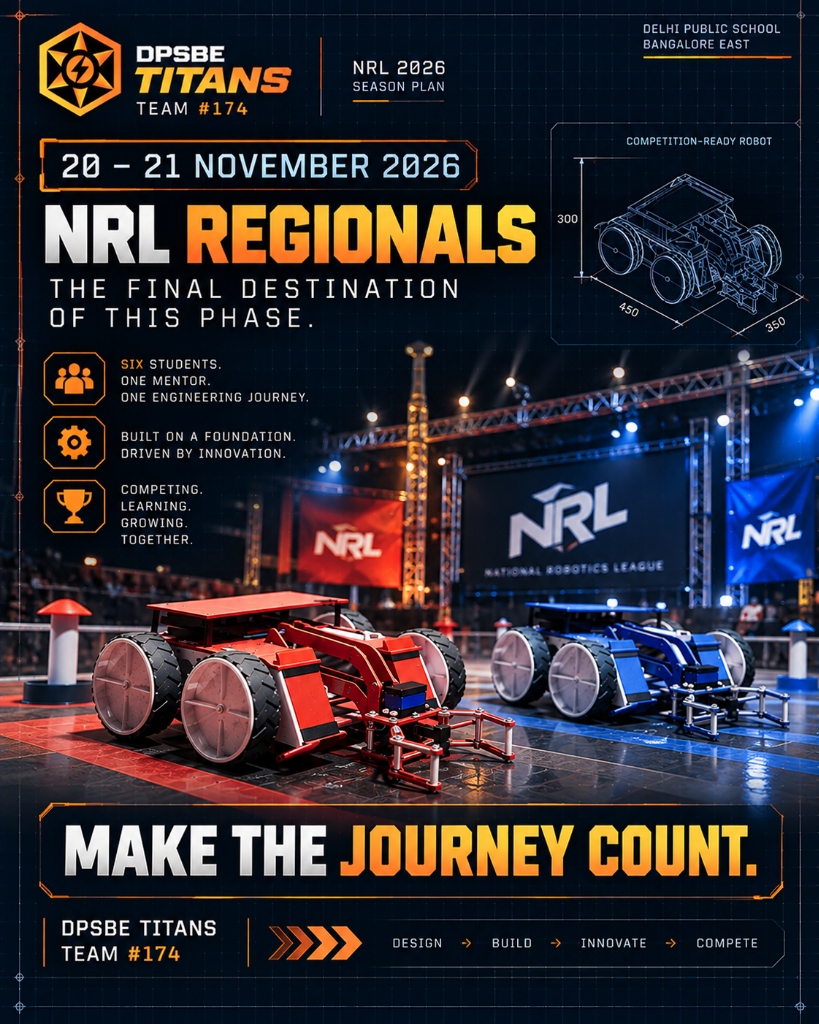 DPSBE
TITANS
TEAM #174
NRL 2026
SEASON PLAN
DELHI PUBLIC SCHOOL
BANGALORE EAST
20 – 21 NOVEMBER 2026
NRL REGIONALS
THE FINAL DESTINATION
OF THIS PHASE.
COMPETITION-READY ROBOT
300
450
350
SIX STUDENTS.
ONE MENTOR.
ONE ENGINEERING JOURNEY.
BUILT ON A FOUNDATION.
DRIVEN BY INNOVATION.
COMPETING.
LEARNING.
GROWING.
TOGETHER.
NRL
NRL
NATIONAL ROBOTICS LEAGUE
NRL
MAKE THE JOURNEY COUNT.
DPSBE TITANS
TEAM #174
DESIGN → BUILD → INNOVATE → COMPETE